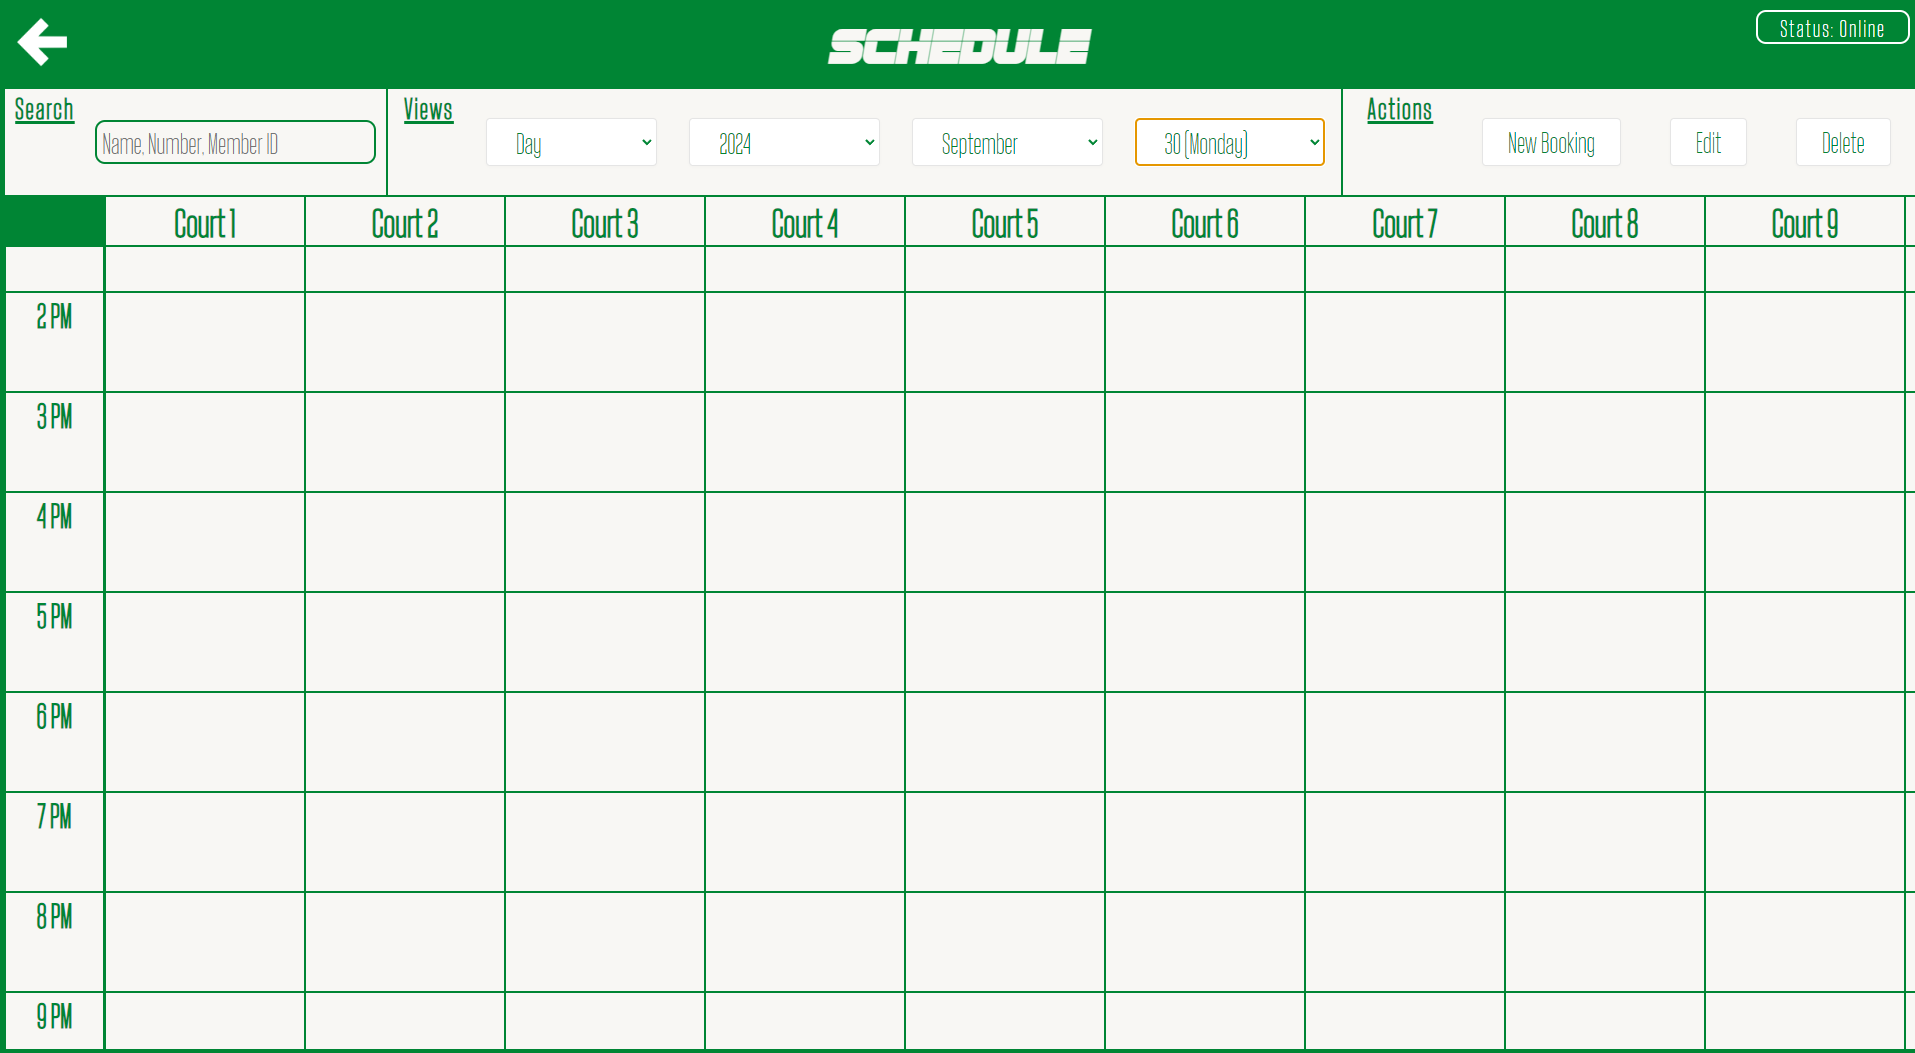 SCHEDULE
Status: Online
Search
Name, Number, Member ID
Views
Day
2024
September
30 (Monday)
Actions
New Booking
Edit
Delete
Court 1 Court 2 Court 3 Court 4 Court 5 Court 6 Court 7 Court 8 Court 9
2 PM
3 PM
4 PM
5 PM
6 PM
7 PM
8 PM
9 PM